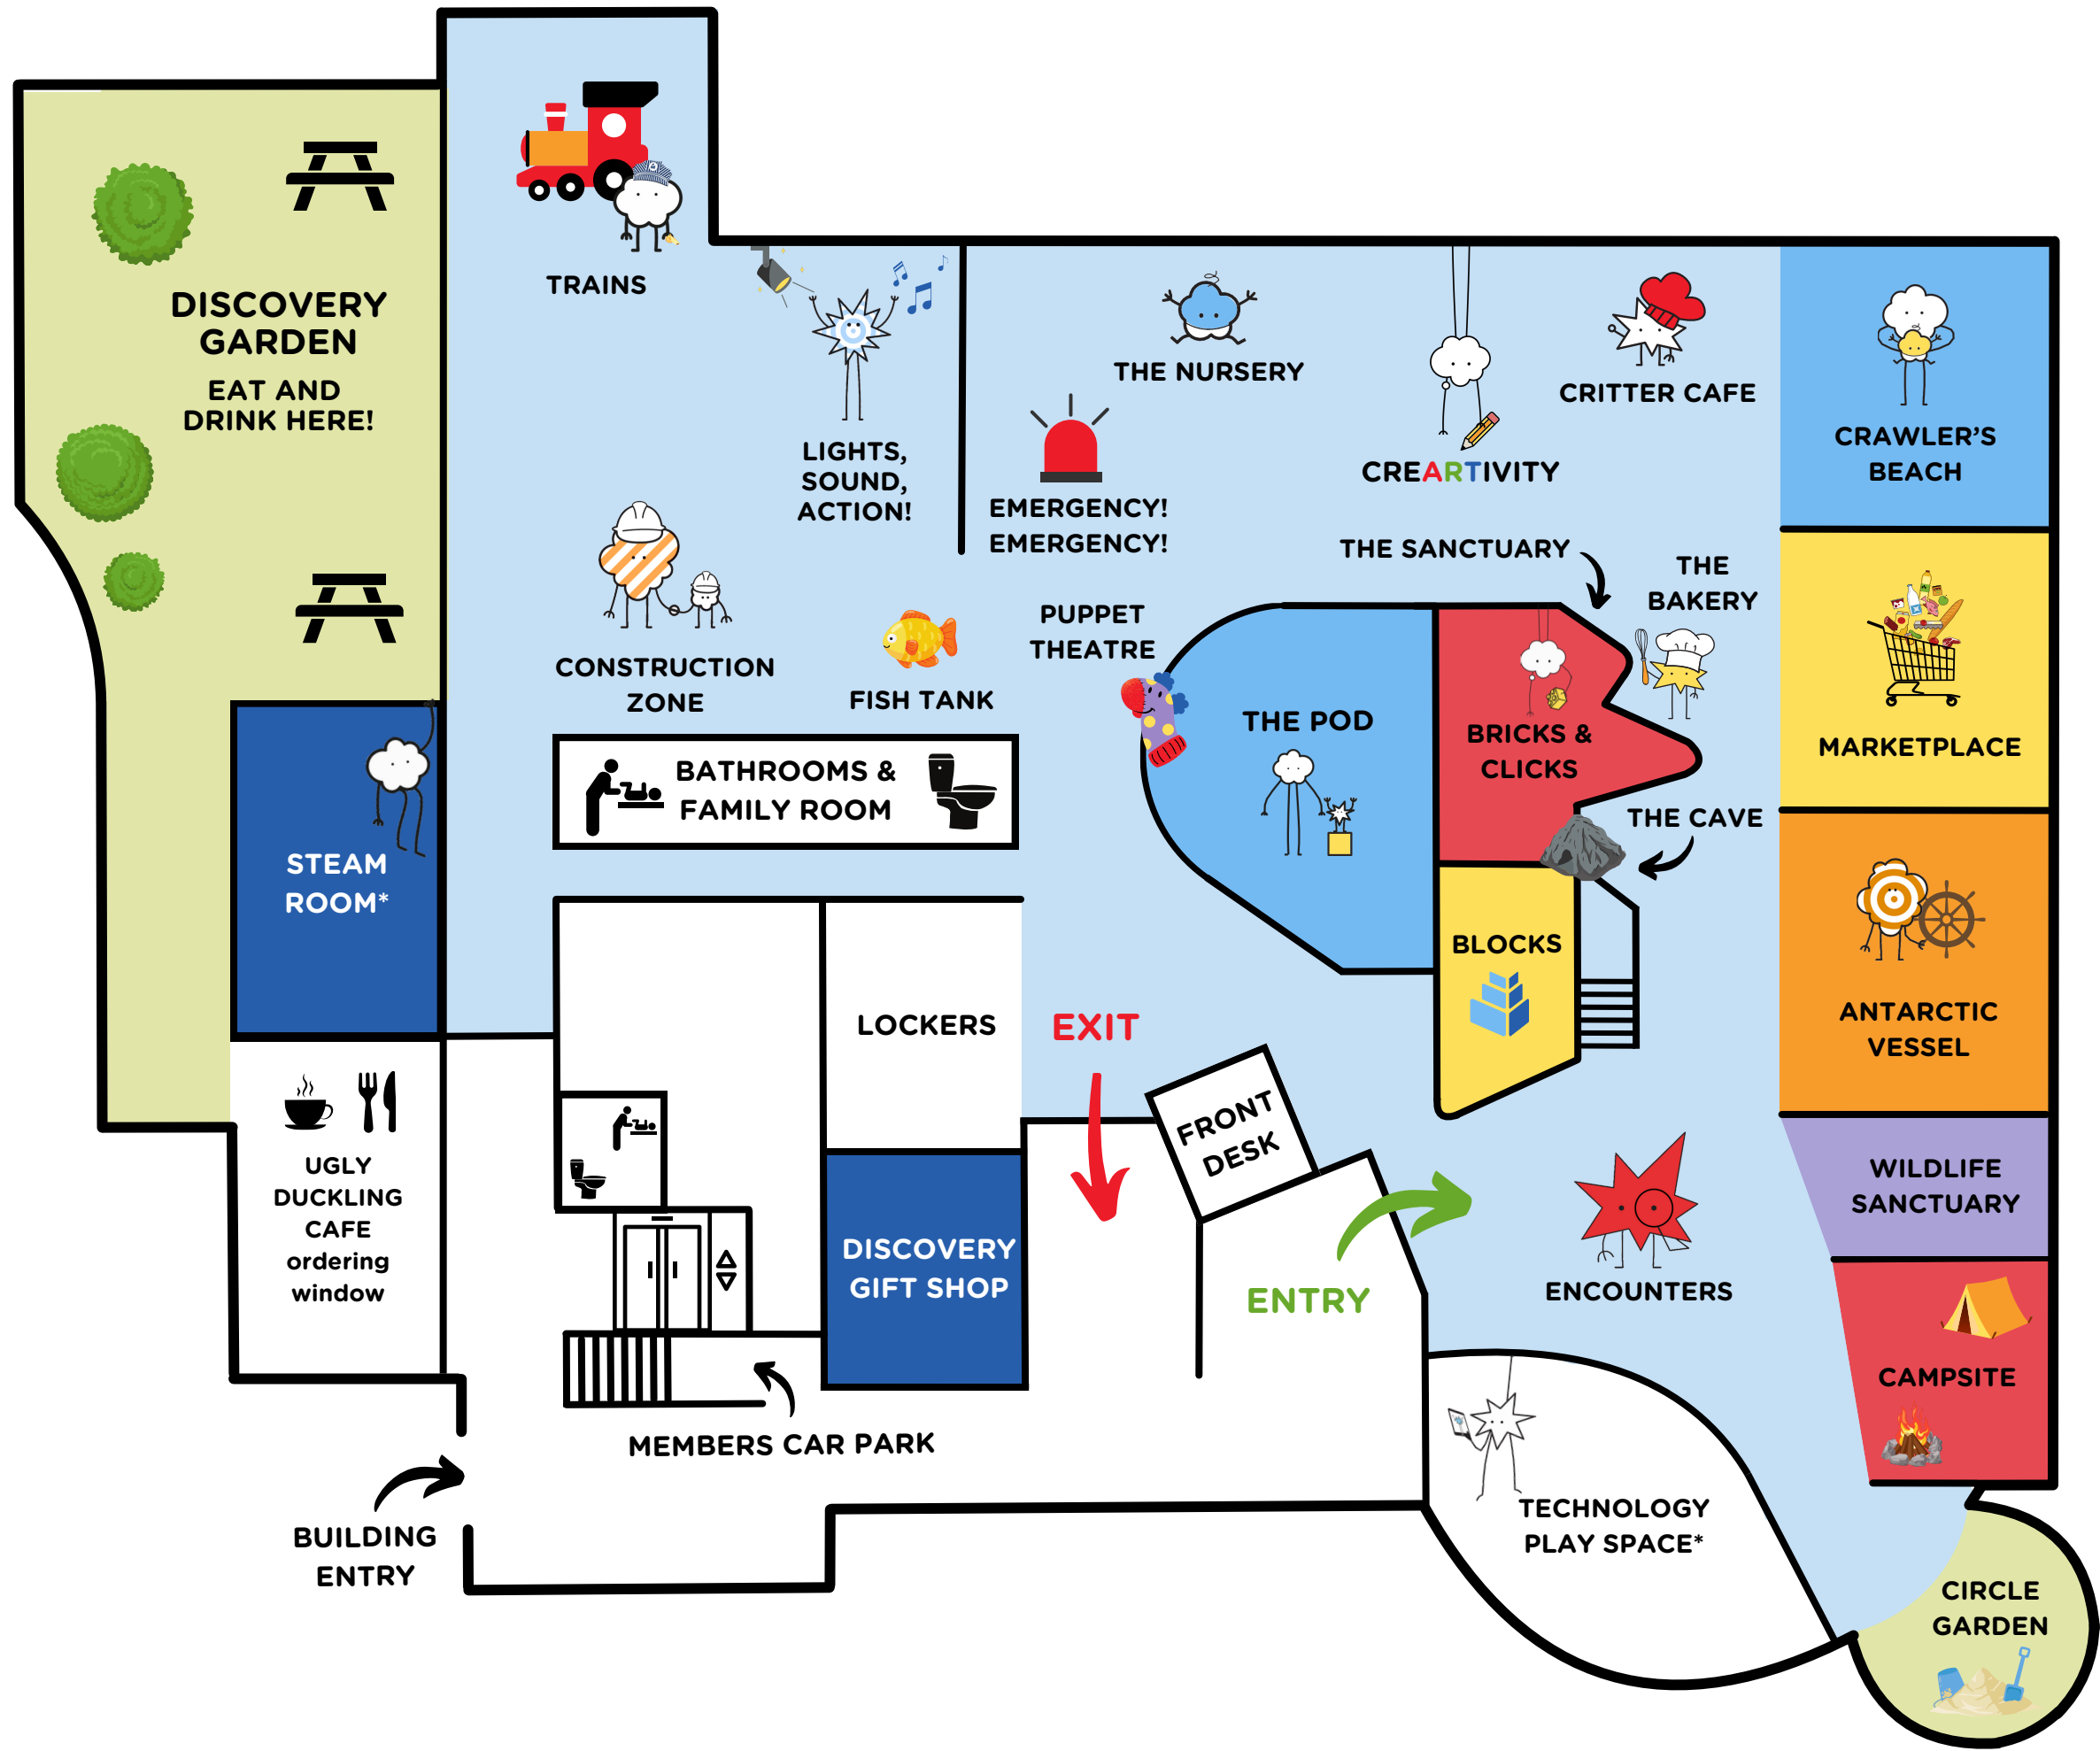 TRAINS
DISCOVERY
GARDEN
EAT AND
DRINK HERE!
LIGHTS,
SOUND,
ACTION!
THE NURSERY
EMERGENCY!
EMERGENCY!
CREARTIVITY
CRITTER CAFE
CRAWLER'S
BEACH
THE SANCTUARY
THE
BAKERY
PUPPET
THEATRE
CONSTRUCTION
ZONE
FISH TANK
BATHROOMS &
FAMILY ROOM
THE POD
BRICKS &
CLICKS
MARKETPLACE
THE CAVE
STEAM
ROOM*
BLOCKS
ANTARCTIC
VESSEL
LOCKERS
EXIT
FRONT
DESK
WILDLIFE
SANCTUARY
UGLY
DUCKLING
CAFE
ordering
window
DISCOVERY
GIFT SHOP
ENTRY
ENCOUNTERS
CAMPSITE
MEMBERS CAR PARK
BUILDING
ENTRY
TECHNOLOGY
PLAY SPACE*
CIRCLE
GARDEN